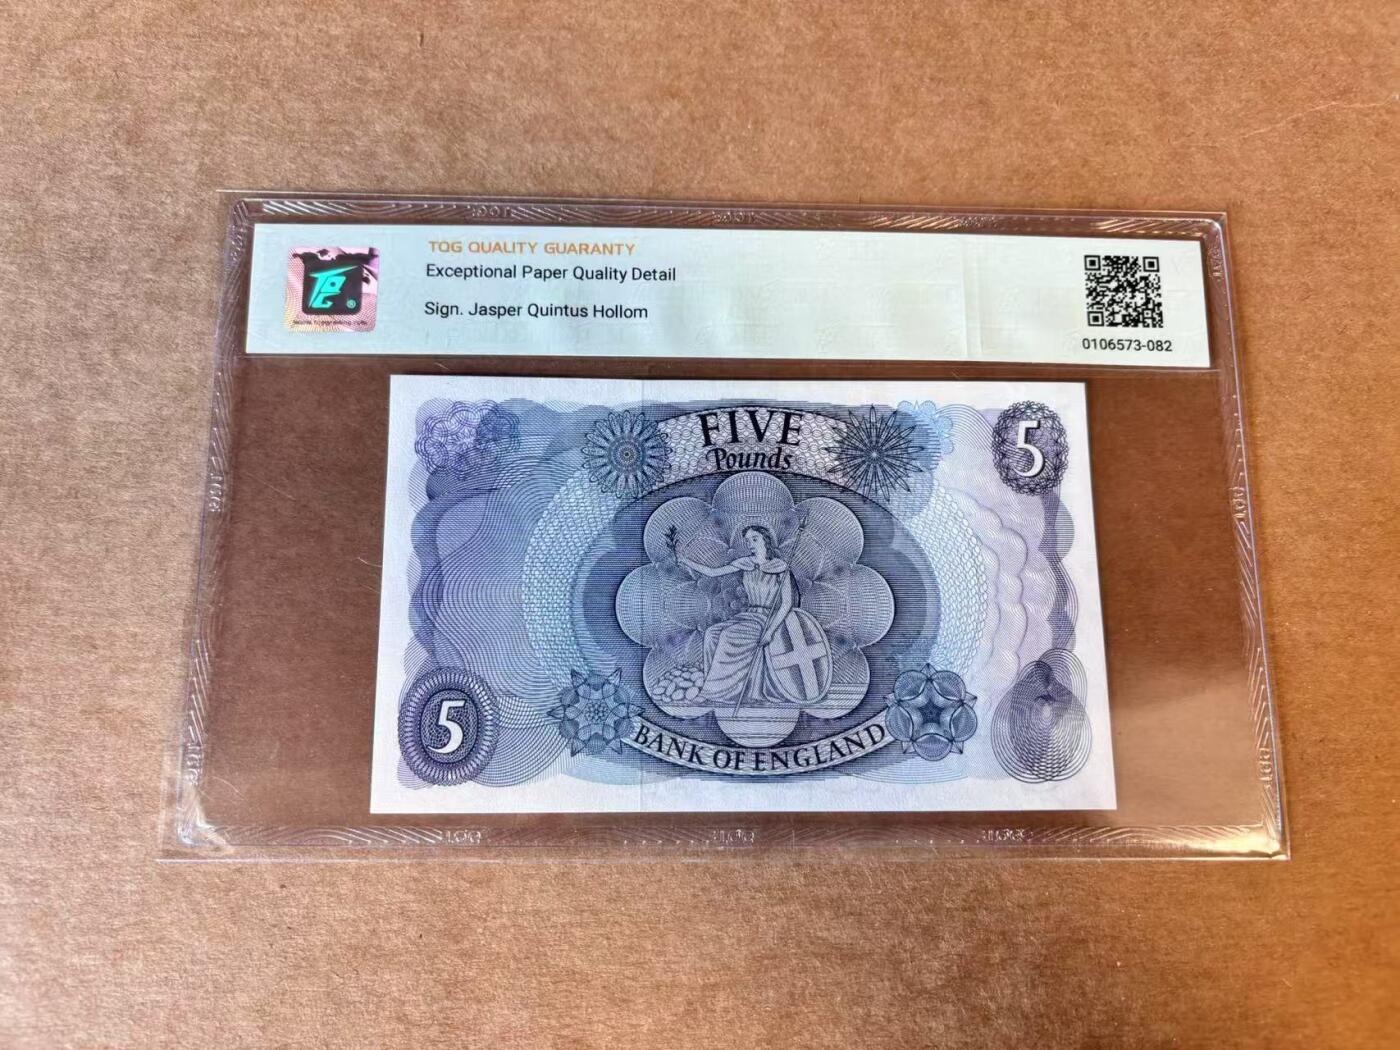 TQG QUALITY GUARANTY
Exceptional Paper Quality Detail
Sign. Jasper Quintus Hollom
0106573-082
FIVE
Pounds
5
5
BANK OF ENGLAND